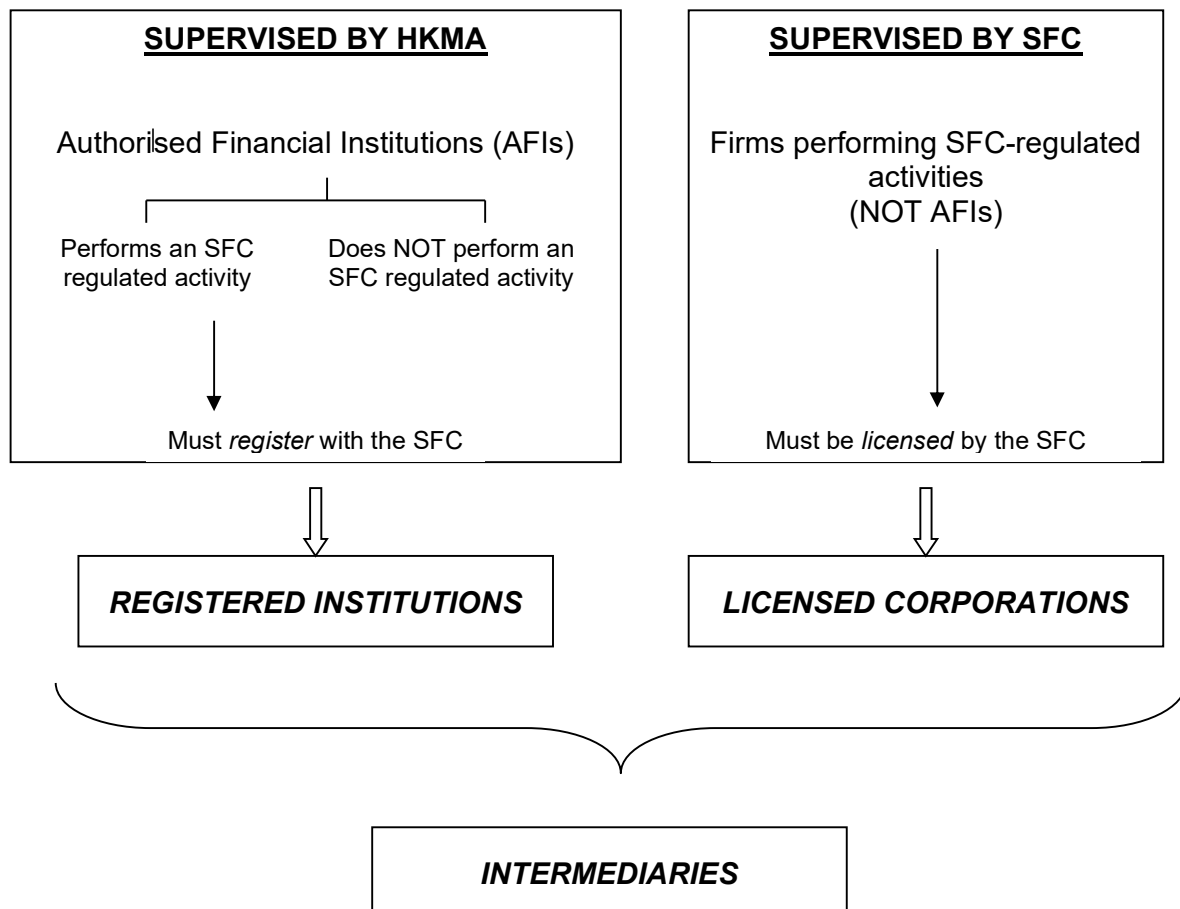 SUPERVISED BY HKMA
Authorised Financial Institutions (AFIs)
Performs an SFC
regulated activity
Does NOT perform an
SFC regulated activity
Must register with the SFC
SUPERVISED BY SFC
Firms performing SFC-regulated
activities
(NOT AFIs)
Must be licensed by the SFC
REGISTERED INSTITUTIONS
LICENSED CORPORATIONS
INTERMEDIARIES